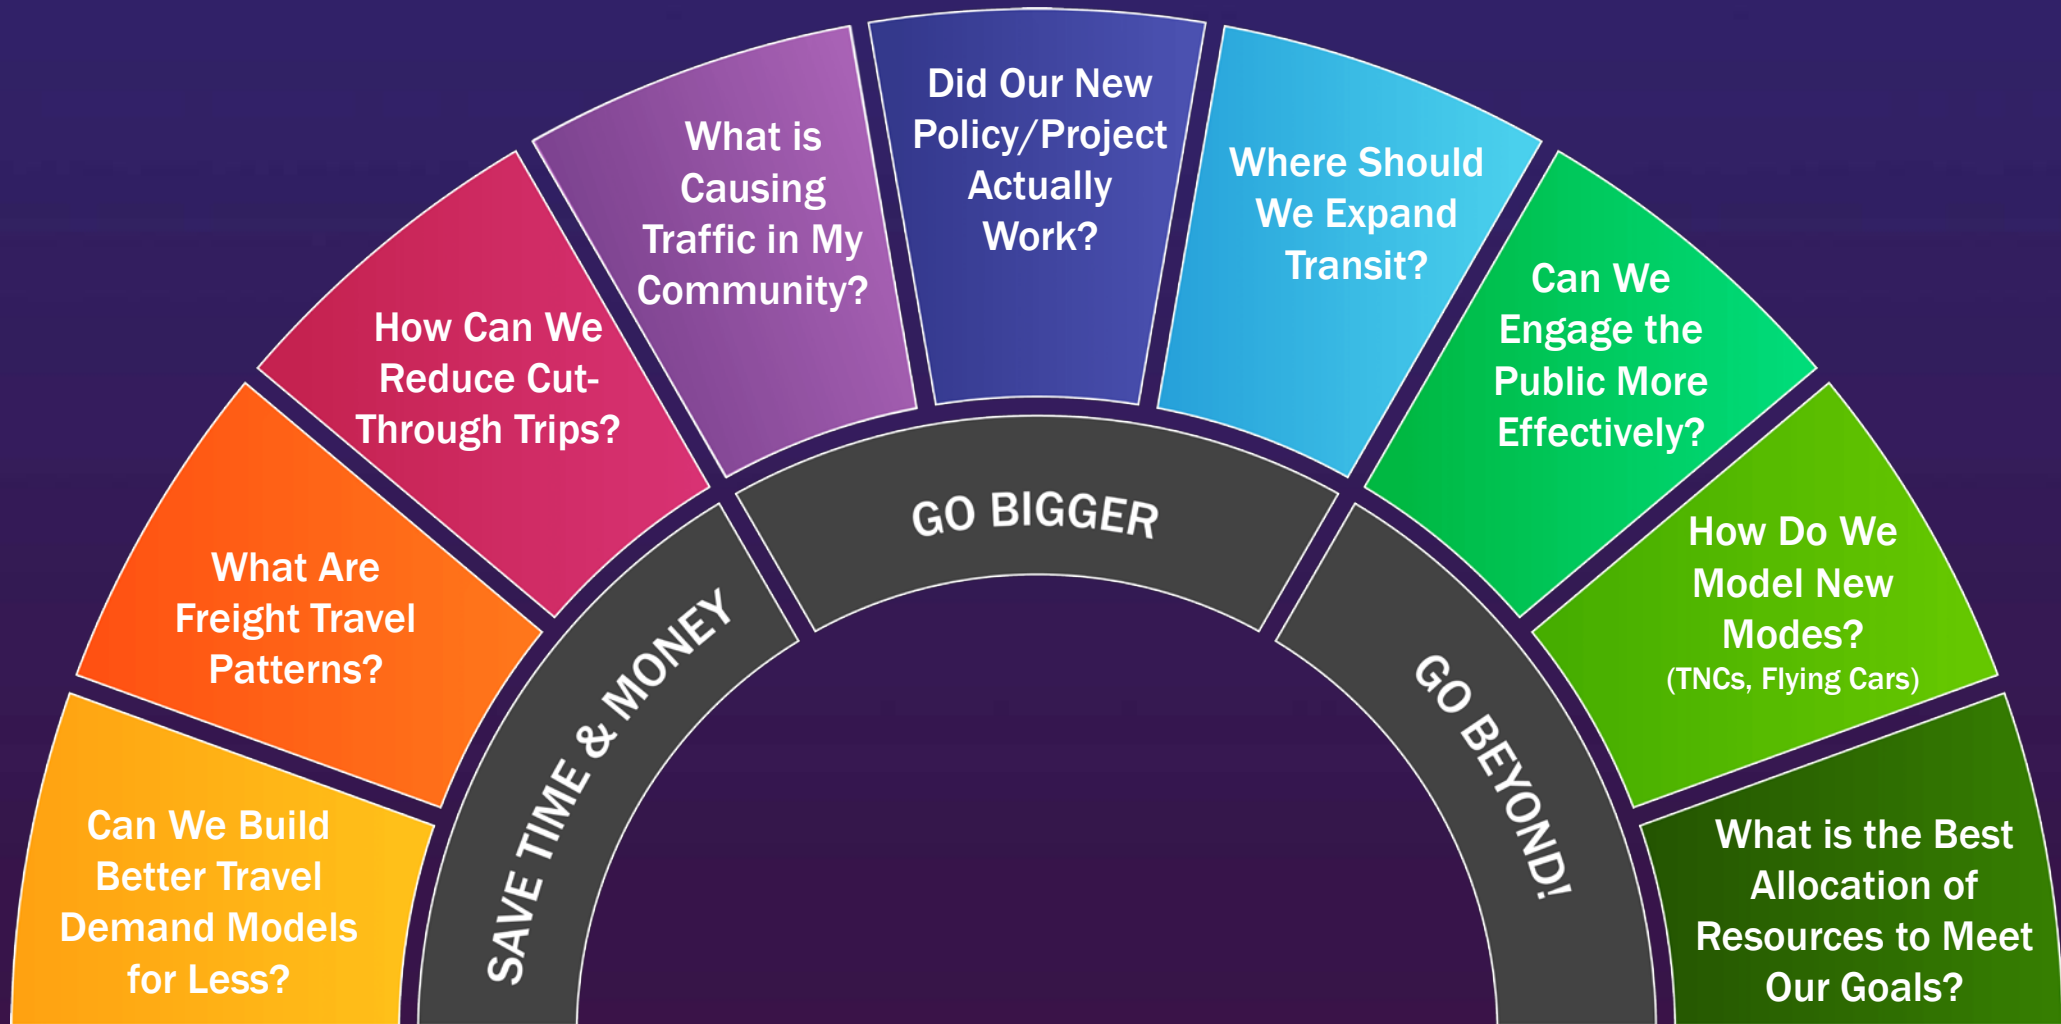 Can We Build
Better Travel
Demand Models
for Less?
What Are
Freight Travel
Patterns?
How Can We
Reduce Cut-
Through Trips?
What is
Causing
Traffic in My
Community?
Did Our New
Policy/Project
Actually
Work?
Where Should
We Expand
Transit?
Can We
Engage the
Public More
Effectively?
How Do We
Model New
Modes?
(TNCs, Flying Cars)
What is the Best
Allocation of
Resources to Meet
Our Goals?
SAVE TIME & MONEY
GO BIGGER
GO BEYOND!